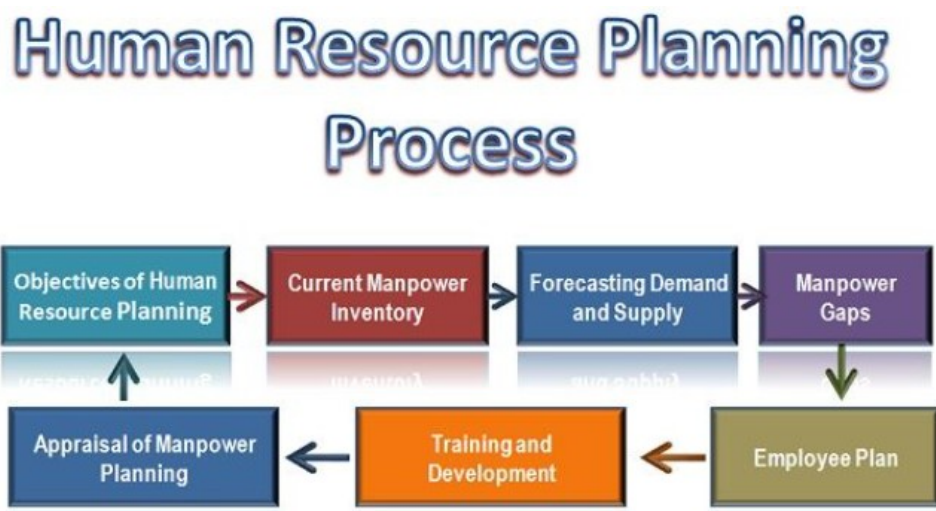 Human Resource Planning
Process
Objectives of Human
Resource Planning
Current Manpower
Inventory
Forecasting Demand
and Supply
Manpower
Gaps
Employee Plan
Training and
Development
Appraisal of Manpower
Planning